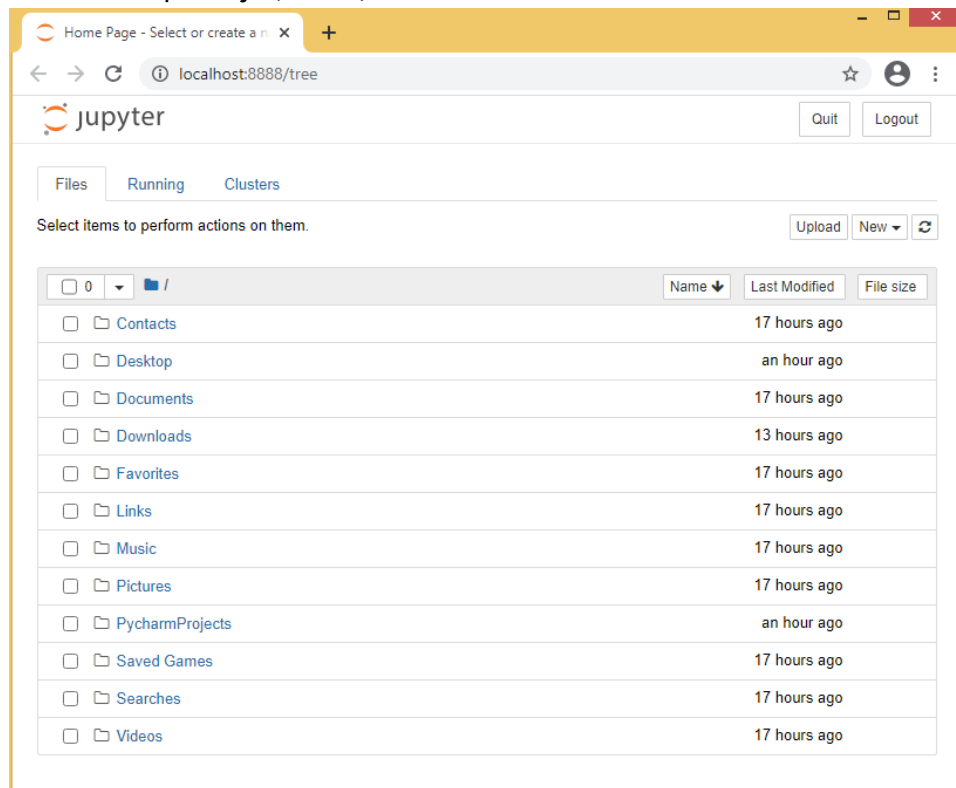 Home Page - Select or create a n
localhost:8888/tree
jupyter
Quit Logout
Files Running Clusters
Select items to perform actions on them.
Upload New
0 /
Name Last Modified File size
Contacts 17 hours ago
Desktop an hour ago
Documents 17 hours ago
Downloads 13 hours ago
Favorites 17 hours ago
Links 17 hours ago
Music 17 hours ago
Pictures 17 hours ago
PycharmProjects an hour ago
Saved Games 17 hours ago
Searches 17 hours ago
Videos 17 hours ago